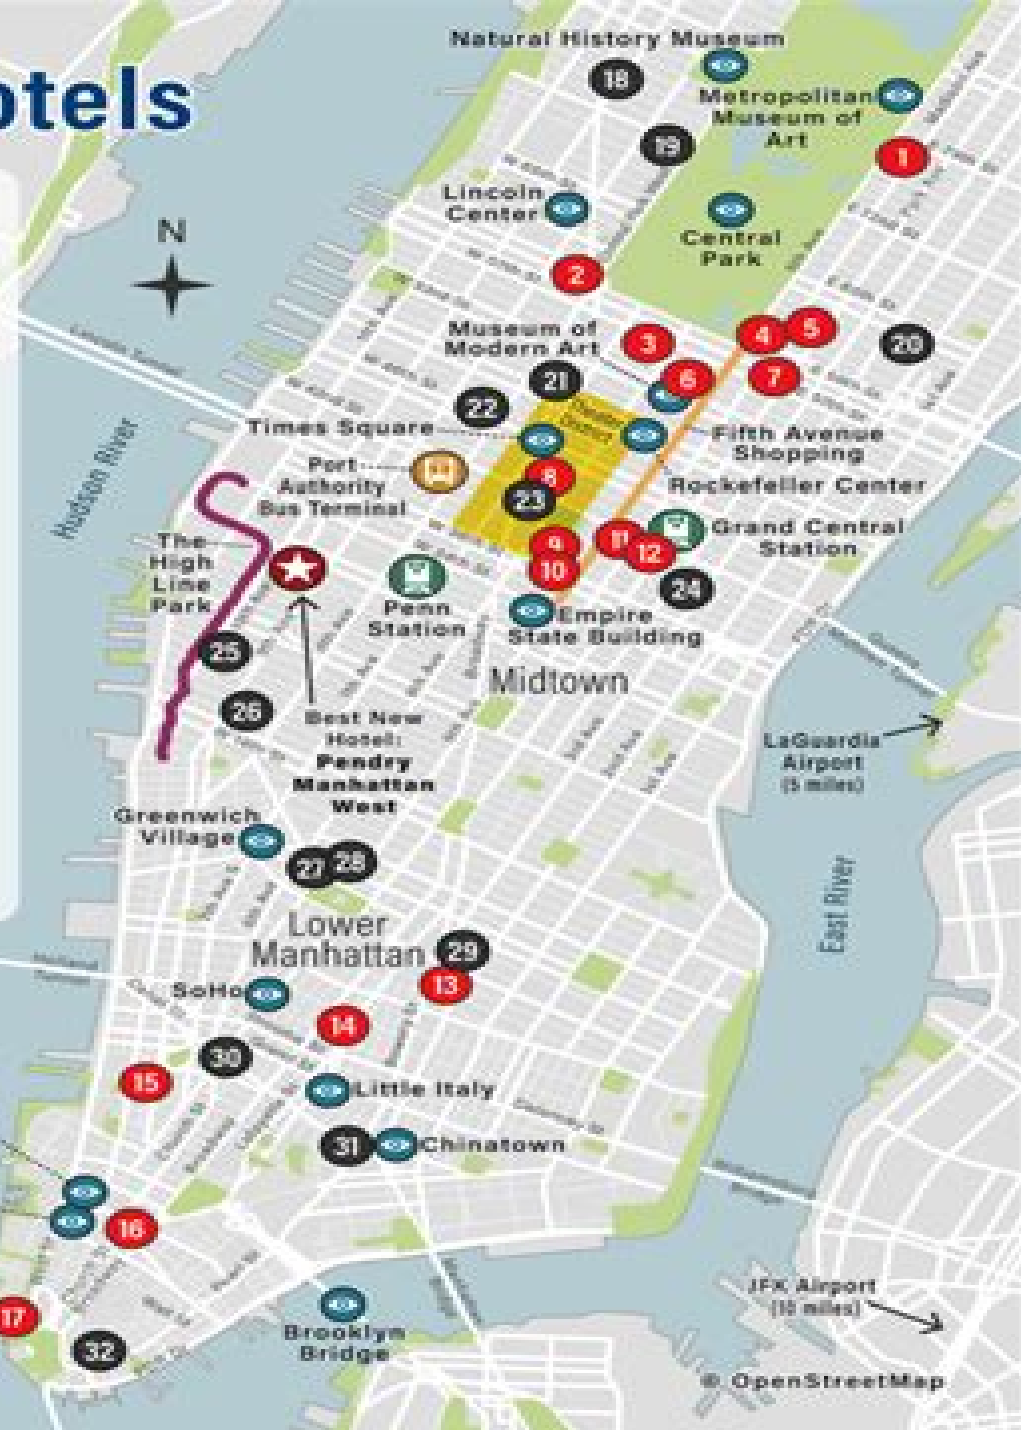 otels
Natural History Museum
18
Metropolitan
Museum of
Art
19
1
Lincoln
Center
Central
Park
N
2
Museum of
Modern Art
3
4
5
20
6
7
21
22
Times Square
Theater
District
Fifth Avenue
Shopping
Port
Authority
Bus Terminal
8
23
Rockefeller Center
Grand Central
Station
Hudson River
The
High
Line
Park
9
10
11
12
24
Penn
Station
Empire
State Building
25
Midtown
26
Best New
Hotel:
Pendry
Manhattan
West
LaGuardia
Airport
(5 miles)
Greenwich
Village
27
28
East River
Lower
Manhattan
29
13
SoHo
14
30
15
Little Italy
31
Chinatown
16
17
32
Brooklyn
Bridge
JFK Airport
(10 miles)
© OpenStreetMap